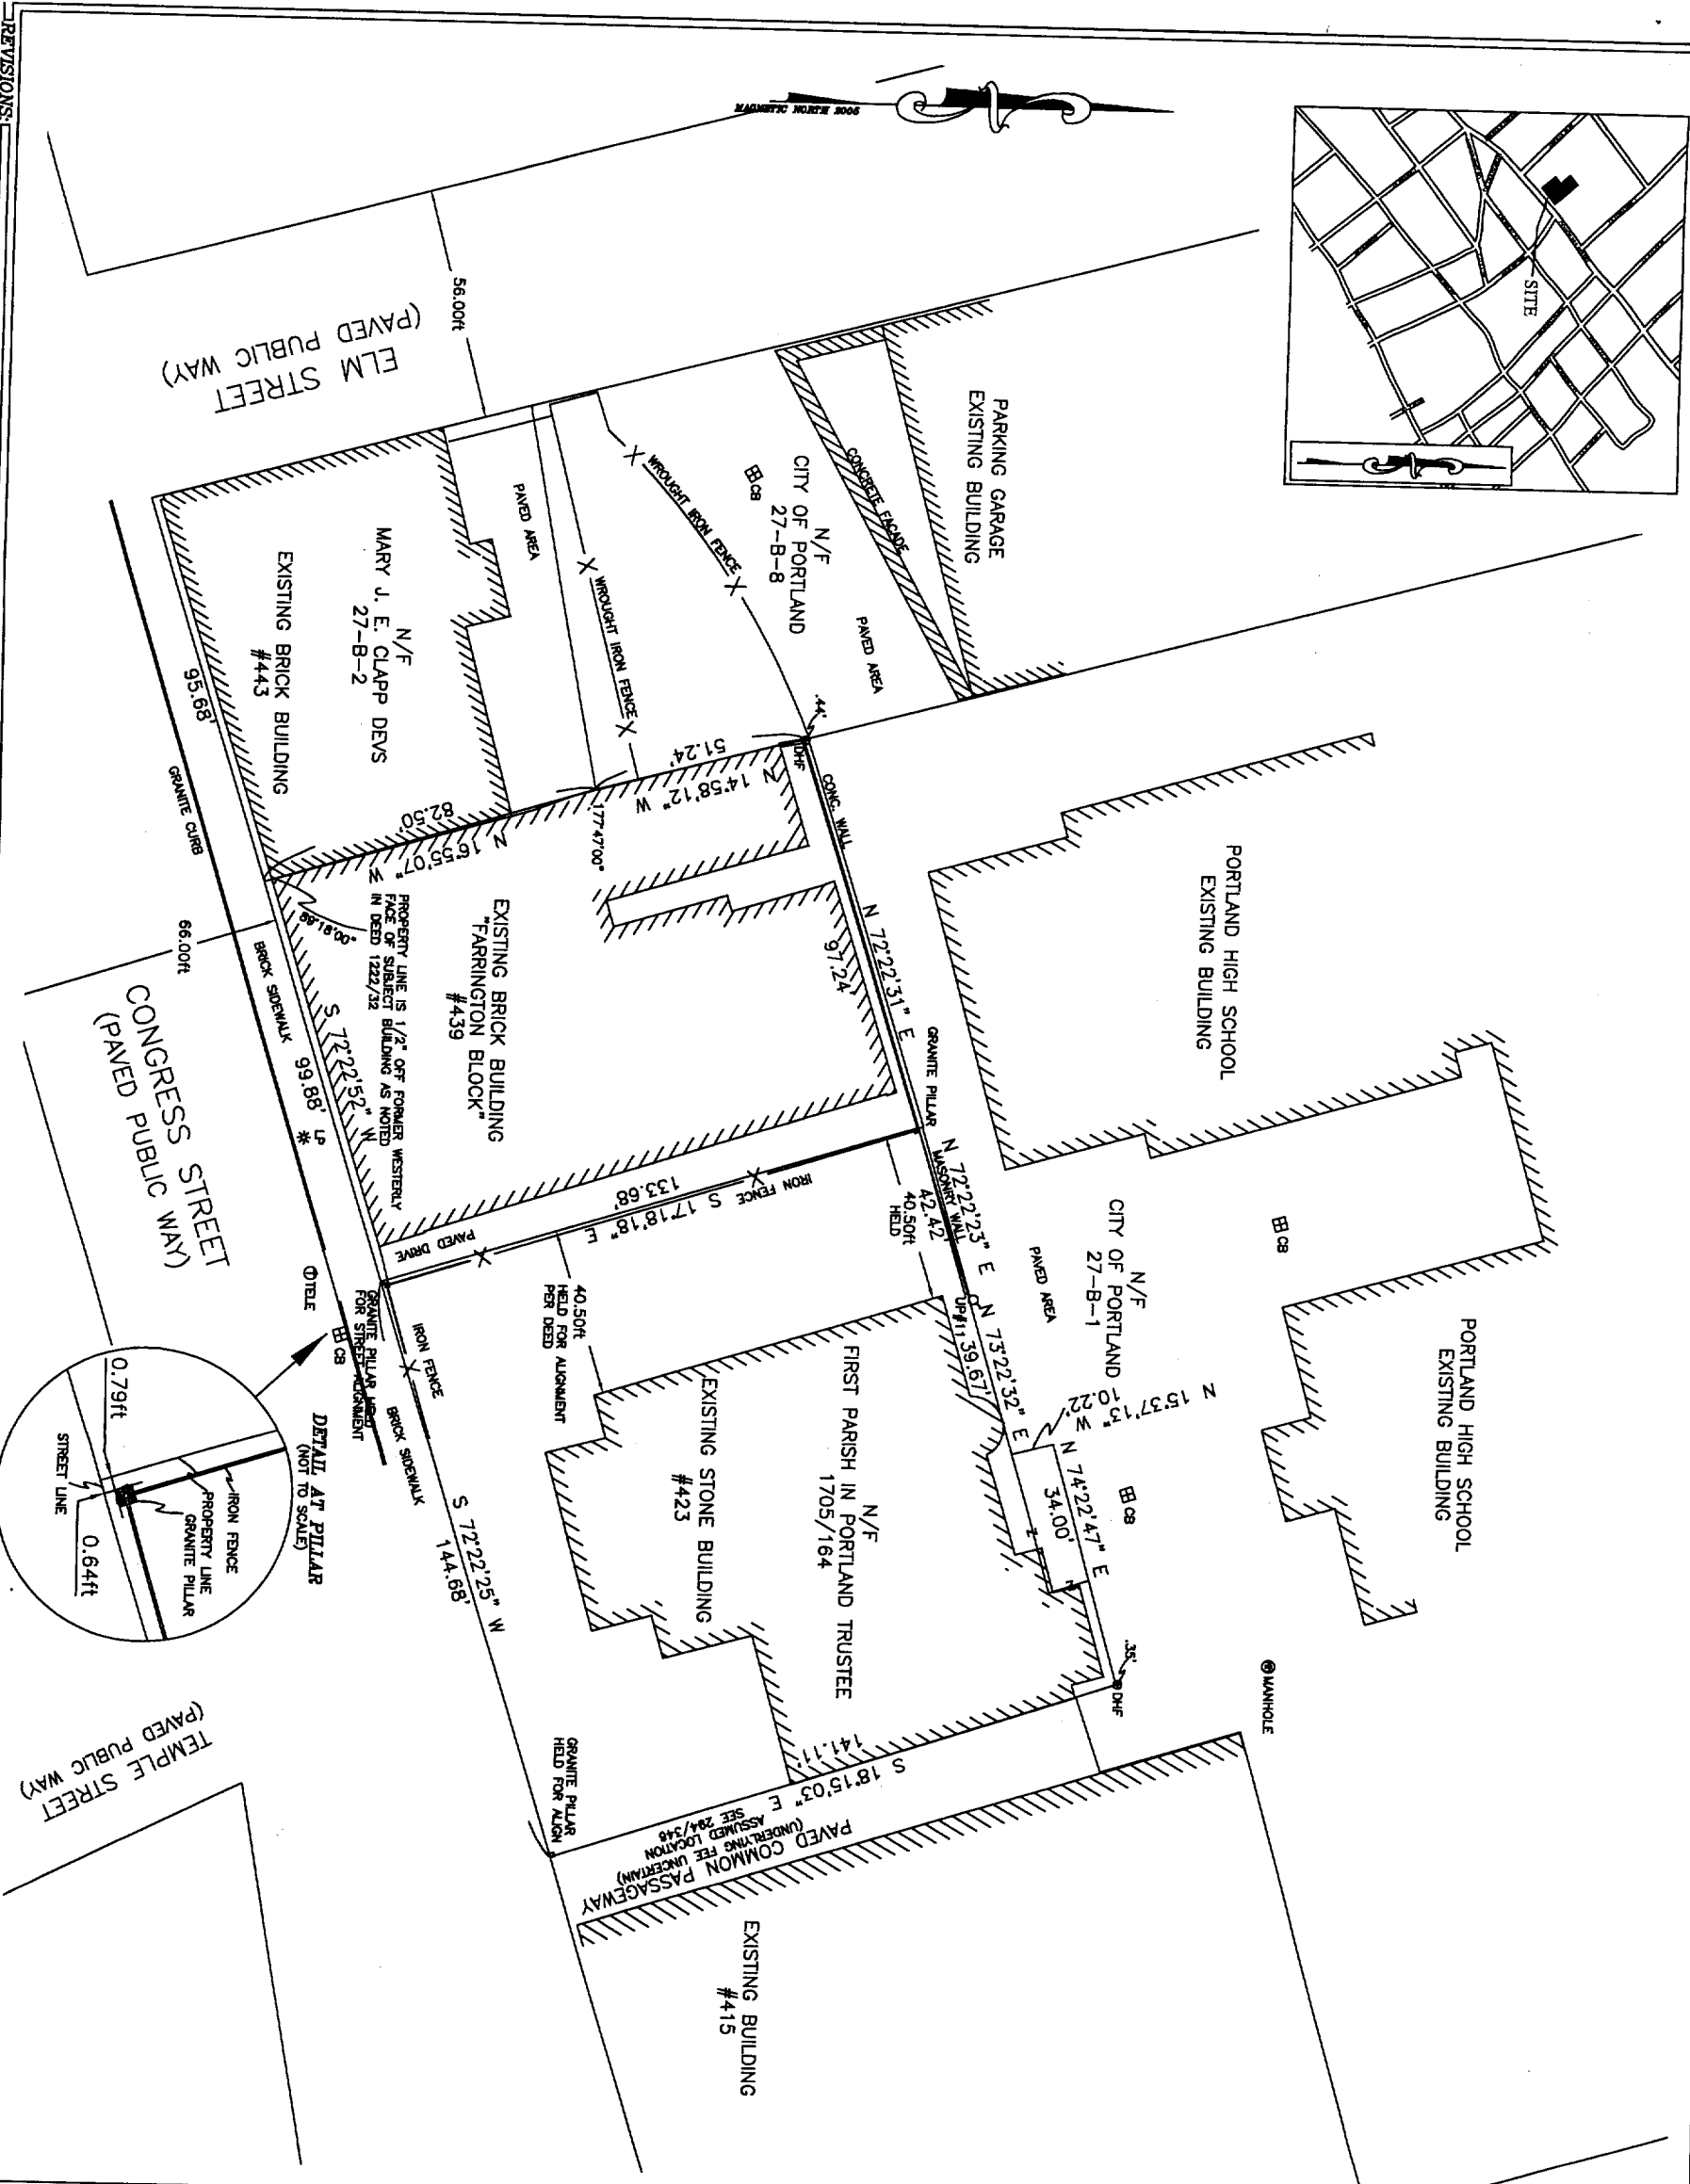 REVISIONS:
MAGNETIC NORTH 2005
SITE
56.00ft
ELM STREET
(PAVED PUBLIC WAY)
PARKING GARAGE
EXISTING BUILDING
CONCRETE FACADE
N/F
CITY OF PORTLAND
27-B-8
CB
PAVED AREA
WROUGHT IRON FENCE
WROUGHT IRON FENCE
PAVED AREA
N/F
MARY J. E. CLAPP DEVS
27-B-2
EXISTING BRICK BUILDING
#443
95.68'
GRANITE CURB
66.00ft
BRICK SIDEWALK
CONGRESS STREET
(PAVED PUBLIC WAY)
.44'
DHF
CONC. WALL
51.24'
N 14°58'12" W
177°47'00"
82.50'
N 16°55'07" W
89°18'00"
PROPERTY LINE IS 1/2" OFF FORMER WESTERLY
FACE OF SUBJECT BUILDING AS NOTED
IN DEED 1222/32
EXISTING BRICK BUILDING
"FARRINGTON BLOCK"
#439
N 72°22'31" E
97.24'
S 72°22'52" W
99.88'
LP
GRANITE PILLAR
N 72°22'23" E
MASONRY WALL
42.42'
40.50ft
HELD
IRON FENCE
S 17°18'18" E
133.68'
PAVED DRIVE
PORTLAND HIGH SCHOOL
EXISTING BUILDING
PORTLAND HIGH SCHOOL
EXISTING BUILDING
CB
N/F
CITY OF PORTLAND
27-B-1
PAVED AREA
UP#11
N 73°22'32" E
39.67'
N 15°37'13" W
10.22'
N 74°22'47" E
34.00'
CB
.35'
DHF
MANHOLE
40.50ft
HELD FOR ALIGNMENT
PER DEED
N/F
FIRST PARISH IN PORTLAND TRUSTEE
1705/164
EXISTING STONE BUILDING
#423
TELE
CB
GRANITE PILLAR HELD
FOR STREET ALIGNMENT
IRON FENCE
BRICK SIDEWALK
S 72°22'25" W
144.68'
GRANITE PILLAR
HELD FOR ALIGN
141.11'
S 18°15'03" E
PAVED COMMON PASSAGEWAY
(UNDERLYING FEE UNCERTAIN)
ASSUMED LOCATION
SEE 294/346
EXISTING BUILDING
#415
DETAIL AT PILLAR
(NOT TO SCALE)
0.79ft
STREET LINE
IRON FENCE
PROPERTY LINE
GRANITE PILLAR
0.64ft
TEMPLE STREET
(PAVED PUBLIC WAY)